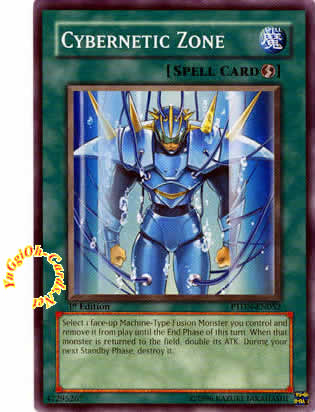 CYBERNETIC ZONE
[SPELL CARD]
YuGgiOh-Cards.Net
1st Edition
PTDN-EN052
Select 1 face-up Machine-Type Fusion Monster you control and
remove it from play until the End Phase of this turn. When that
monster is returned to the field, double its ATK. During your
next Standby Phase, destroy it.
©1996 KAZUKI TAKAHASHI